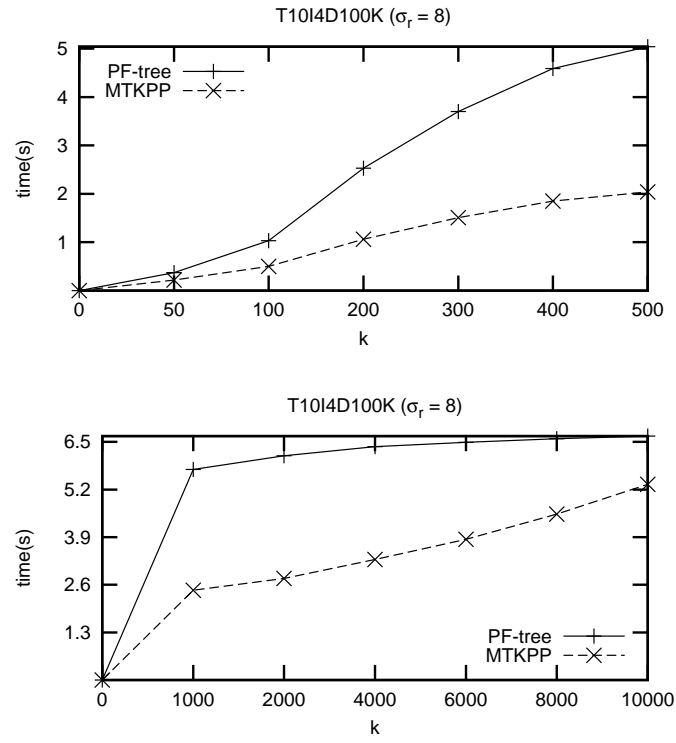 T10I4D100K (σr = 8)
5
4
3
2
1
time(s)
PF-tree
MTKPP
0 50 100 200 300 400 500
k
T10I4D100K (σr = 8)
6.5
5.2
3.9
2.6
1.3
time(s)
PF-tree
MTKPP
0 1000 2000 4000 6000 8000 10000
k